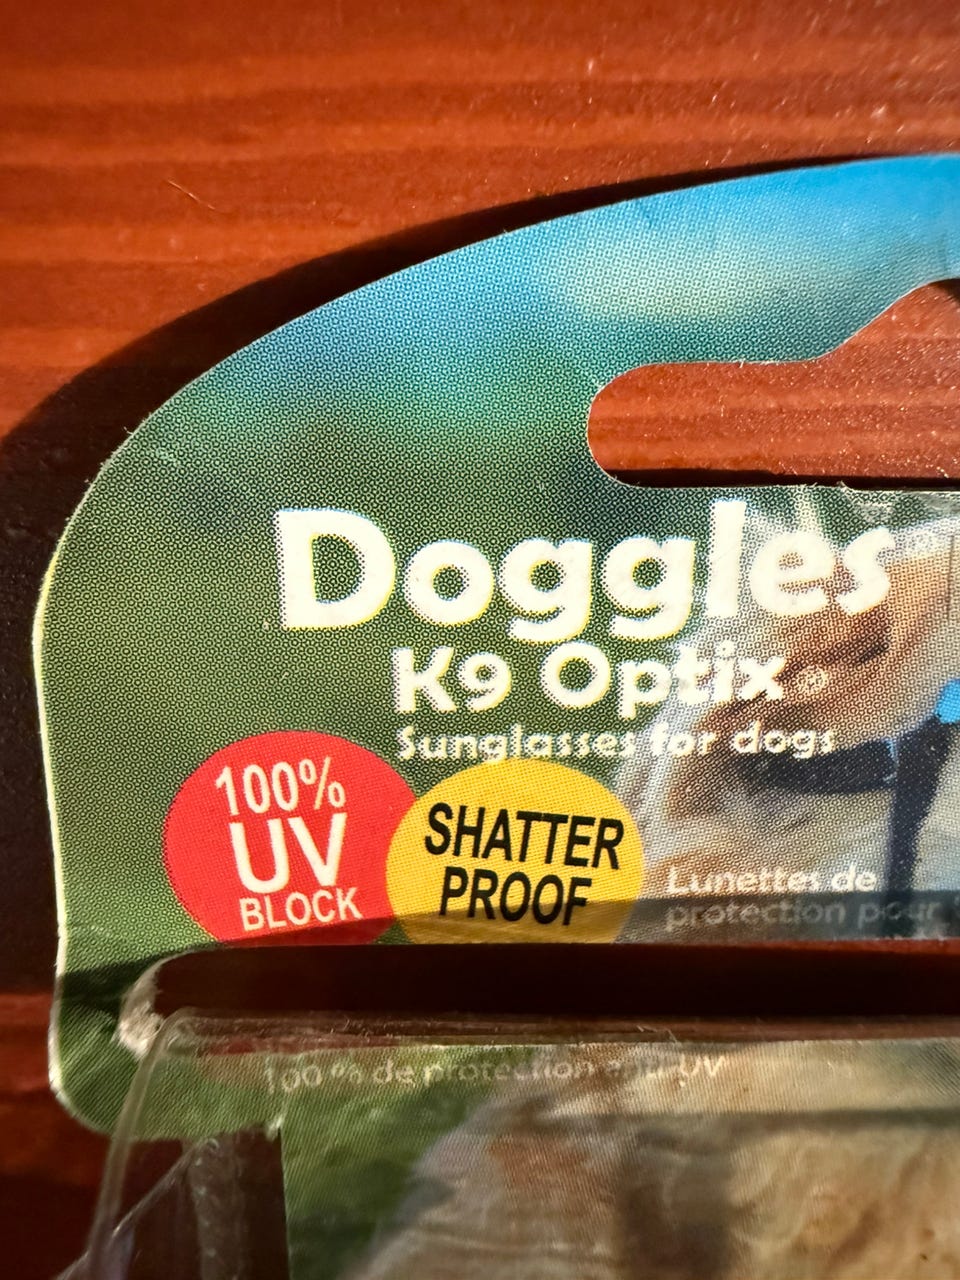 Doggles®
K9 Optix®
Sunglasses for dogs
100%
UV
BLOCK
SHATTER
PROOF
Lunettes de
protection pour
100 % de protection UV